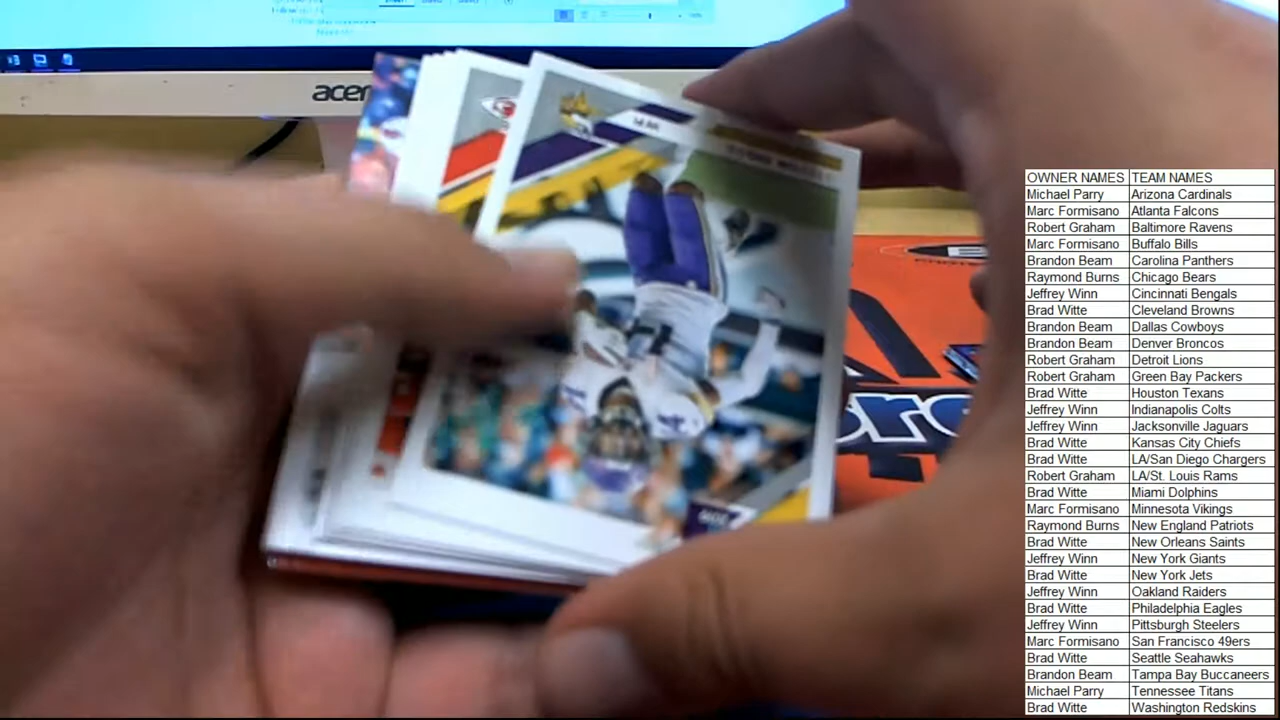 acer
OWNER NAMES TEAM NAMES
Michael Parry Arizona Cardinals
Marc Formisano Atlanta Falcons
Robert Graham Baltimore Ravens
Marc Formisano Buffalo Bills
Brandon Beam Carolina Panthers
Raymond Burns Chicago Bears
Jeffrey Winn Cincinnati Bengals
Brad Witte Cleveland Browns
Brandon Beam Dallas Cowboys
Brandon Beam Denver Broncos
Robert Graham Detroit Lions
Robert Graham Green Bay Packers
Brad Witte Houston Texans
Jeffrey Winn Indianapolis Colts
Jeffrey Winn Jacksonville Jaguars
Brad Witte Kansas City Chiefs
Brad Witte LA/San Diego Chargers
Robert Graham LA/St. Louis Rams
Brad Witte Miami Dolphins
Marc Formisano Minnesota Vikings
Raymond Burns New England Patriots
Brad Witte New Orleans Saints
Jeffrey Winn New York Giants
Brad Witte New York Jets
Jeffrey Winn Oakland Raiders
Brad Witte Philadelphia Eagles
Jeffrey Winn Pittsburgh Steelers
Marc Formisano San Francisco 49ers
Brad Witte Seattle Seahawks
Brandon Beam Tampa Bay Buccaneers
Michael Parry Tennessee Titans
Brad Witte Washington Redskins